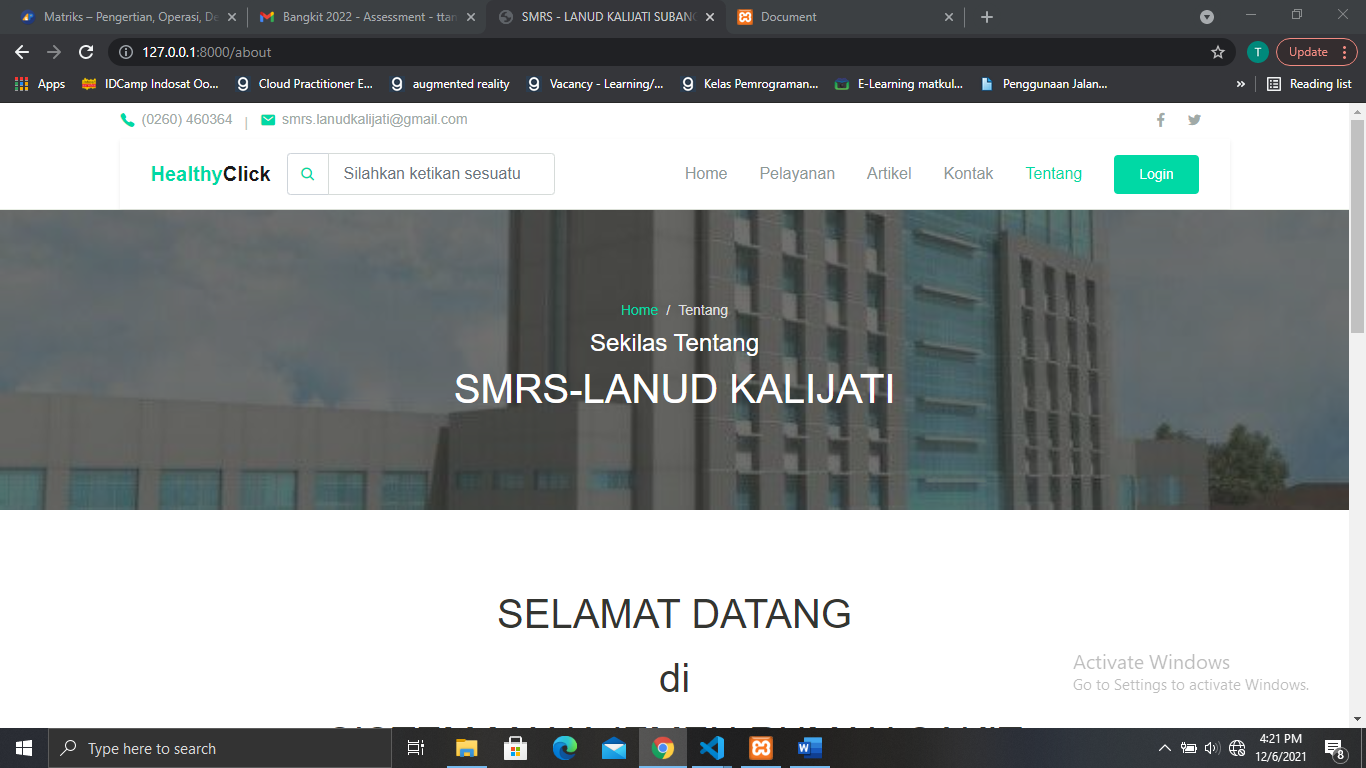 Matriks – Pengertian, Operasi, De
Bangkit 2022 - Assessment - ttan
SMRS - LANUD KALIJATI SUBANG
Document
127.0.0.1:8000/about
T
Update
Apps
IDCamp Indosat Oo...
Cloud Practitioner E...
augmented reality
Vacancy - Learning/...
Kelas Pemrograman...
E-Learning matkul...
Penggunaan Jalan...
»
Reading list
(0260) 460364 | smrs.lanudkalijati@gmail.com
HealthyClick
Silahkan ketikan sesuatu
Home
Pelayanan
Artikel
Kontak
Tentang
Login
Home / Tentang
Sekilas Tentang
SMRS-LANUD KALIJATI
SELAMAT DATANG
di
SISTEM MANAJEMEN RUMAH SAKIT
Activate Windows
Go to Settings to activate Windows.
Type here to search
4:21 PM
12/6/2021
8